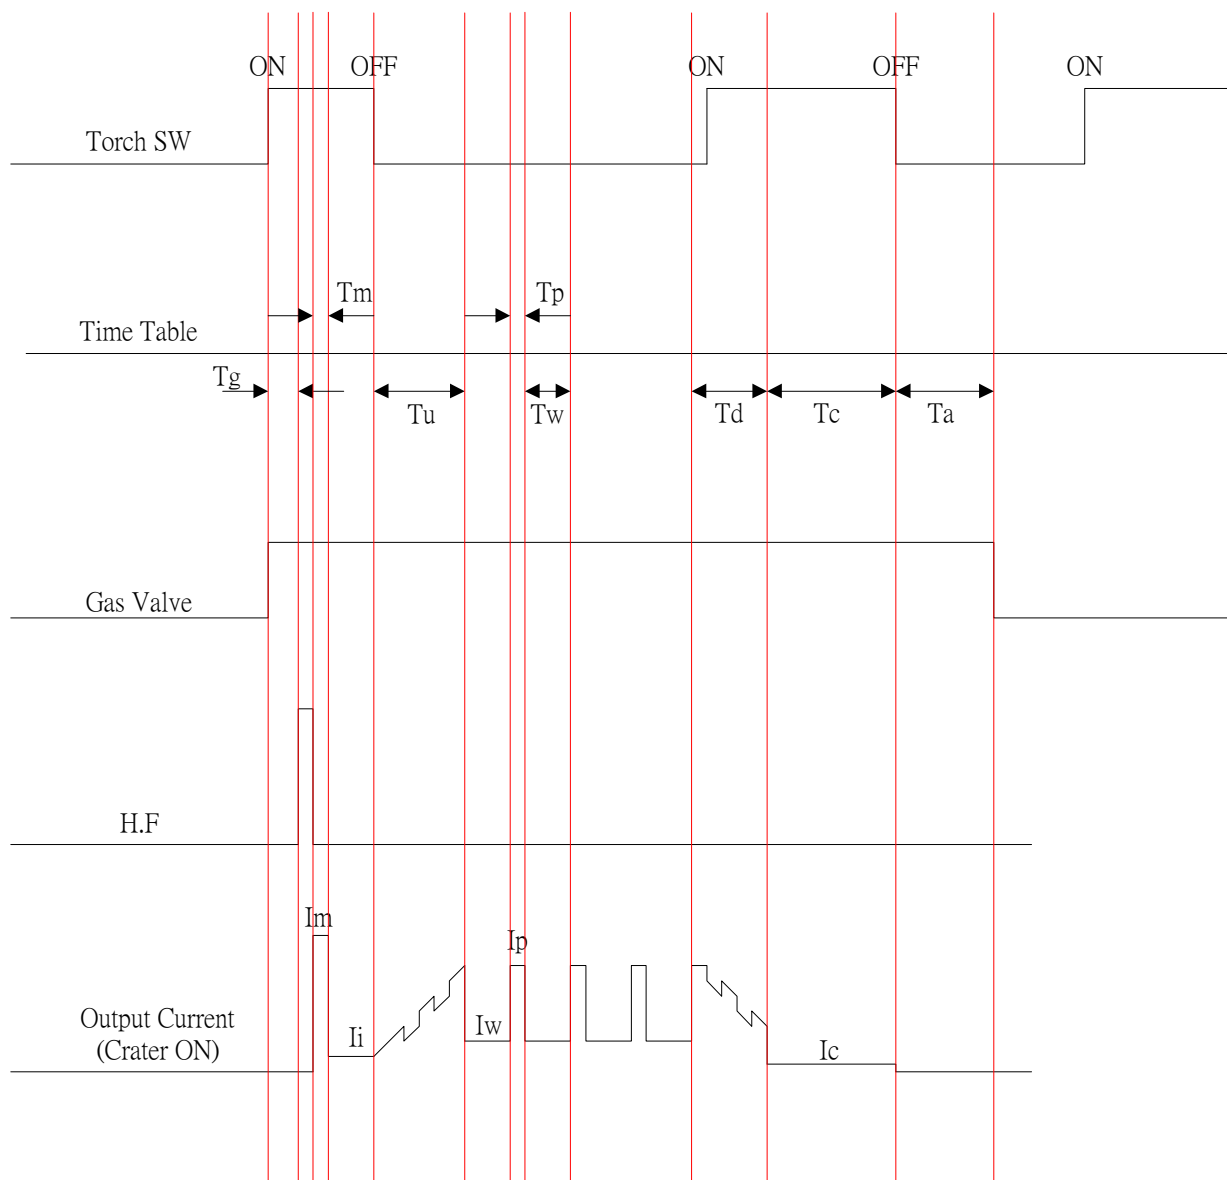 ON OFF ON OFF ON
Torch SW
Tm Tp
Time Table
Tg
Tu Tw Td Tc Ta
Gas Valve
H.F
Im
Ip
Output Current
Ii Iw Ic
(Crater ON)